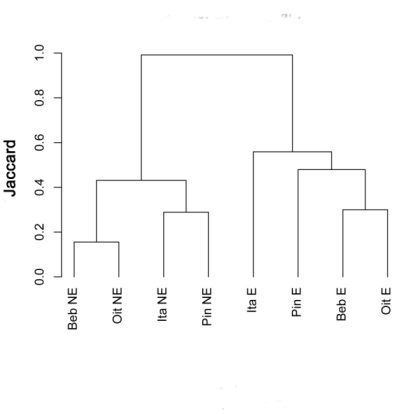 Jaccard
1.0
0.8
0.6
0.4
0.2
0.0
Beb NE
Oit NE
Ita NE
Pin NE
Ita E
Pin E
Beb E
Oit E